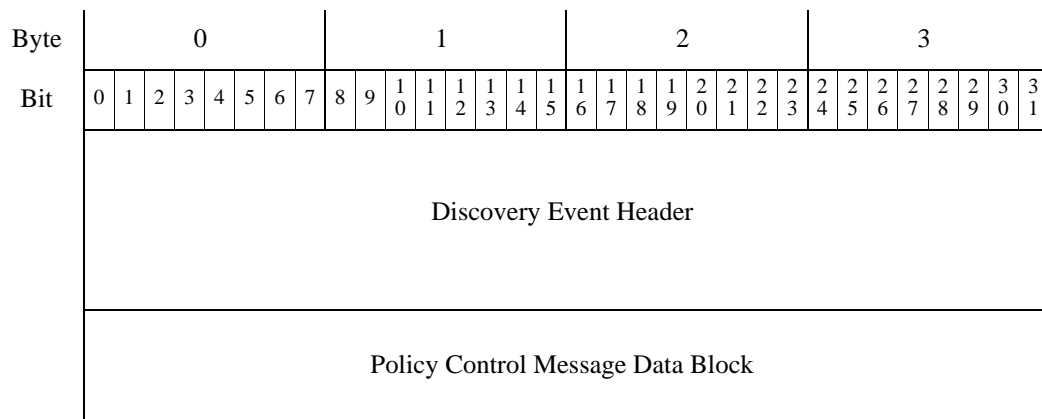 Byte 0 1 2 3
Bit 0 1 2 3 4 5 6 7 8 9 10 11 12 13 14 15 16 17 18 19 20 21 22 23 24 25 26 27 28 29 30 31
Discovery Event Header
Policy Control Message Data Block